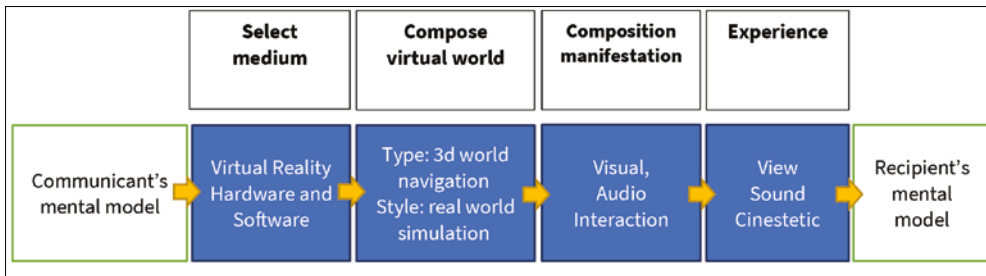 Select
medium
Compose
virtual world
Composition
manifestation
Experience
Communicant's
mental model
Virtual Reality
Hardware and
Software
Type: 3d world
navigation
Style: real world
simulation
Visual,
Audio
Interaction
View
Sound
Cinestetic
Recipient's
mental
model